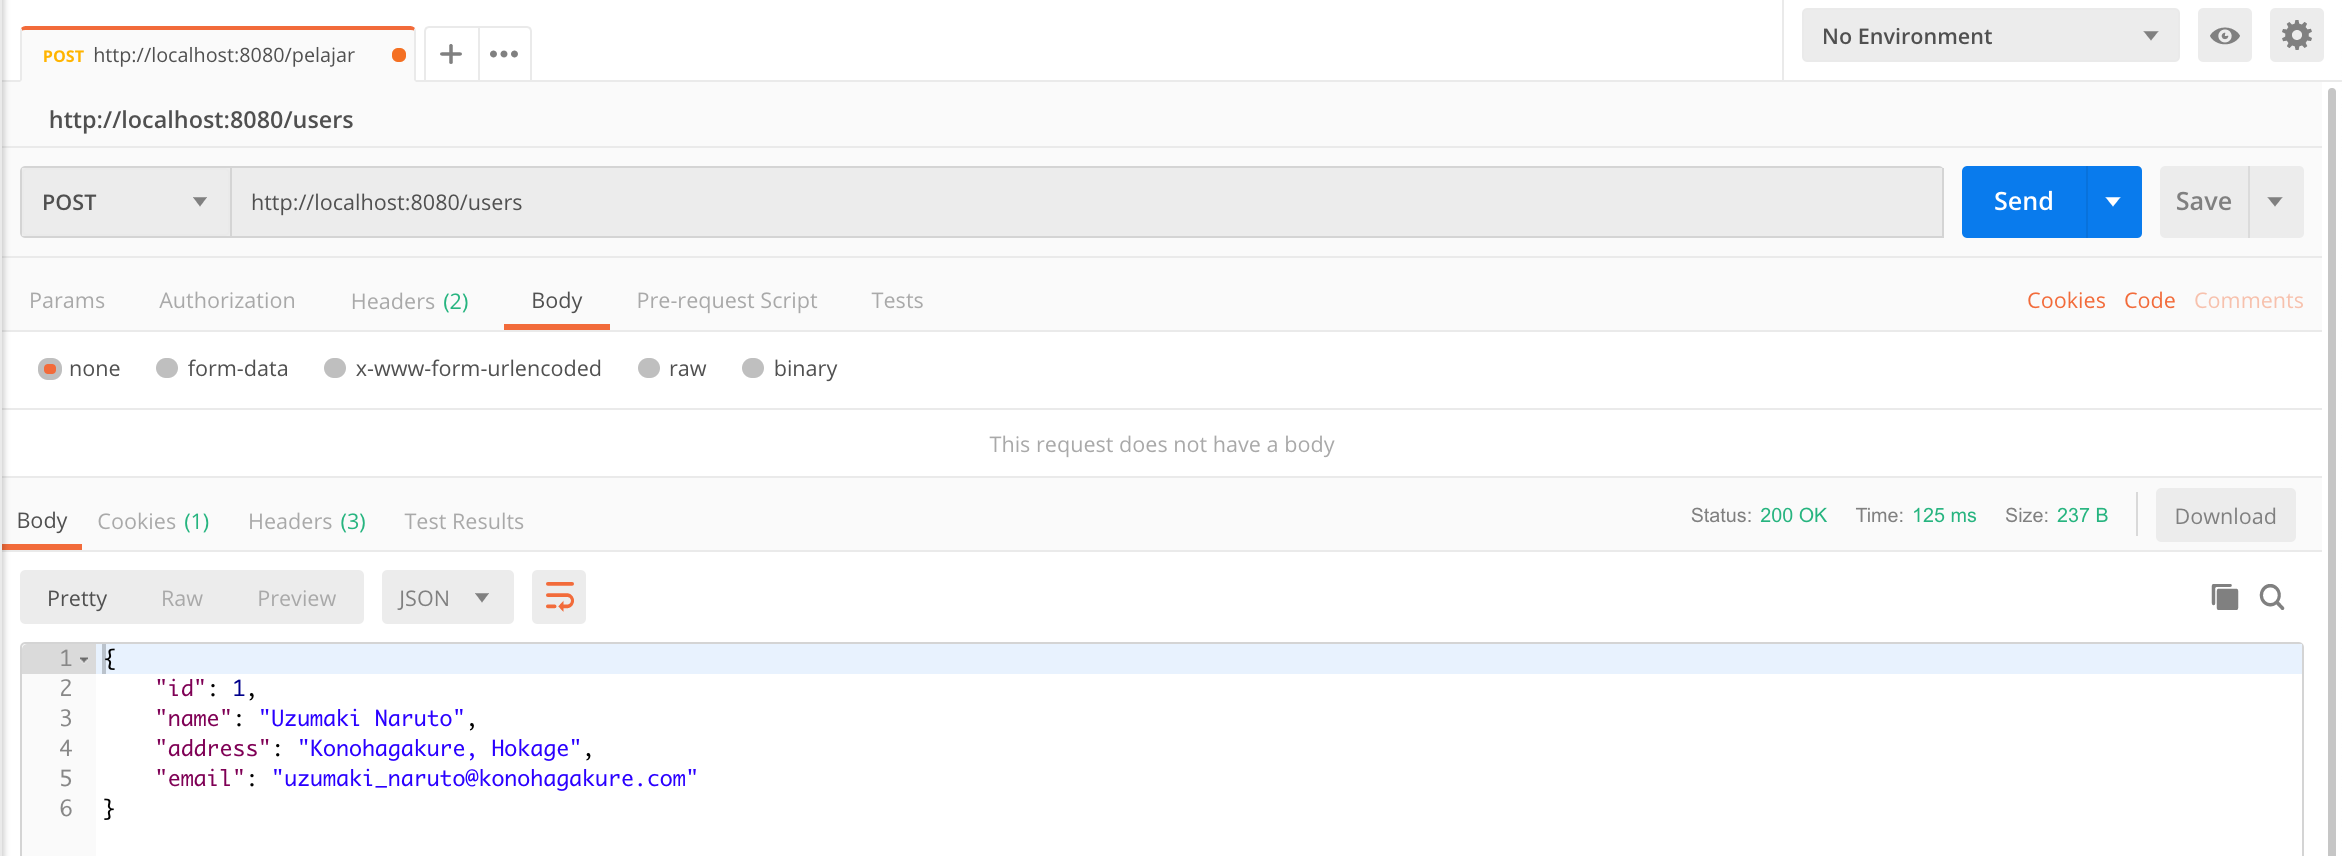 POST http://localhost:8080/pelajar
No Environment
http://localhost:8080/users
POST http://localhost:8080/users Send Save
Params Authorization Headers (2) Body Pre-request Script Tests Cookies Code Comments
none form-data x-www-form-urlencoded raw binary
This request does not have a body
Body Cookies (1) Headers (3) Test Results Status: 200 OK Time: 125 ms Size: 237 B Download
Pretty Raw Preview JSON
1 {
2 "id": 1,
3 "name": "Uzumaki Naruto",
4 "address": "Konohagakure, Hokage",
5 "email": "uzumaki_naruto@konohagakure.com"
6 }